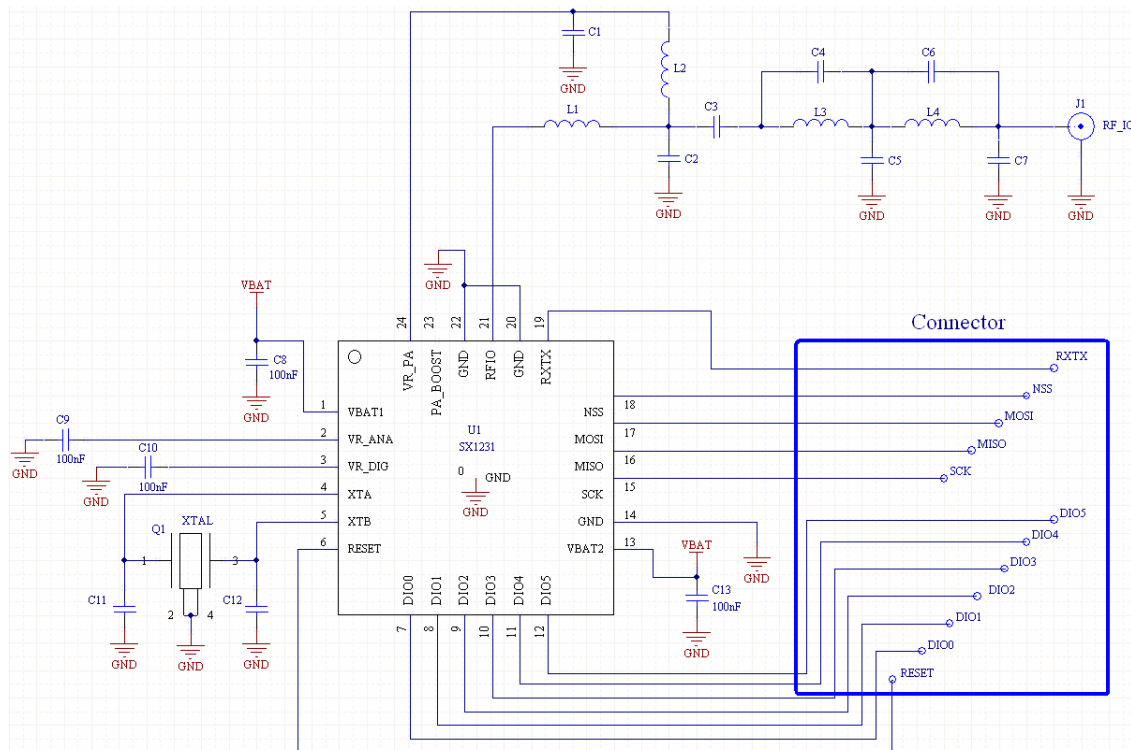 C1
GND
L2
C4
C6
C3
L1
L3
L4
J1
RF_IO
C2
C5
C7
GND
GND
GND
GND
GND
VBAT
24
23
22
21
20
19
VR_PA
PA_BOOST
GND
RFIO
GND
RXTX
C8
100nF
GND
Connector
RXTX
NSS
MOSI
MISO
SCK
1
VBAT1
NSS
18
C9
100nF
GND
2
VR_ANA
U1
SX1231
MOSI
17
C10
100nF
GND
3
VR_DIG
0
GND
GND
MISO
16
4
XTA
SCK
15
5
XTB
GND
14
GND
6
RESET
VBAT2
13
VBAT
C13
100nF
GND
Q1
XTAL
1
3
2
4
C11
C12
GND
GND
GND
DIO0
DIO1
DIO2
DIO3
DIO4
DIO5
7
8
9
10
11
12
DIO5
DIO4
DIO3
DIO2
DIO1
DIO0
RESET